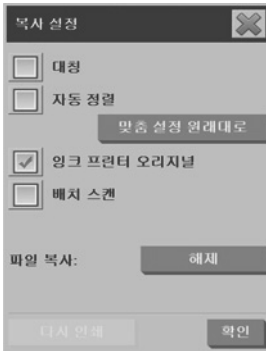 복사 설정
대칭
자동 정렬
맞춤 설정 원래대로
잉크 프린터 오리지널
배치 스캔
파일 복사: 해제
다시 인쇄
확인